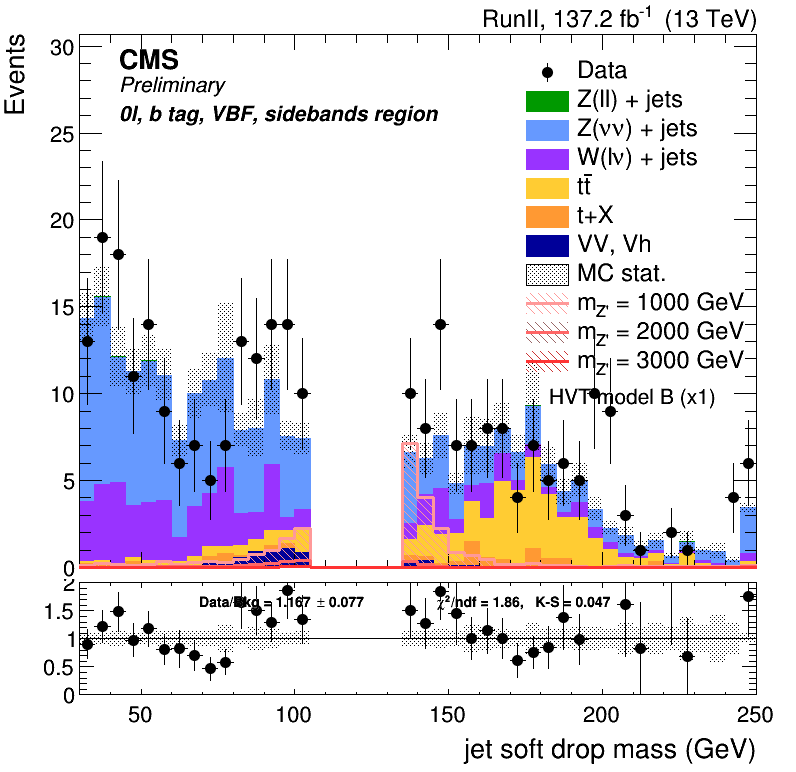 RunII, 137.2 fb⁻¹ (13 TeV)
Events
30
25
20
15
10
5
0
CMS
Preliminary
0l, b tag, VBF, sidebands region
Data
Z(ll) + jets
Z(νν) + jets
W(lν) + jets
tt̄
t+X
VV, Vh
MC stat.
m_Z' = 1000 GeV
m_Z' = 2000 GeV
m_Z' = 3000 GeV
HVT model B (x1)
2
1.5
1
0.5
0
Data/Bkg = 1.167 ± 0.077
χ²/ndf = 1.86, K-S = 0.047
50 100 150 200 250
jet soft drop mass (GeV)